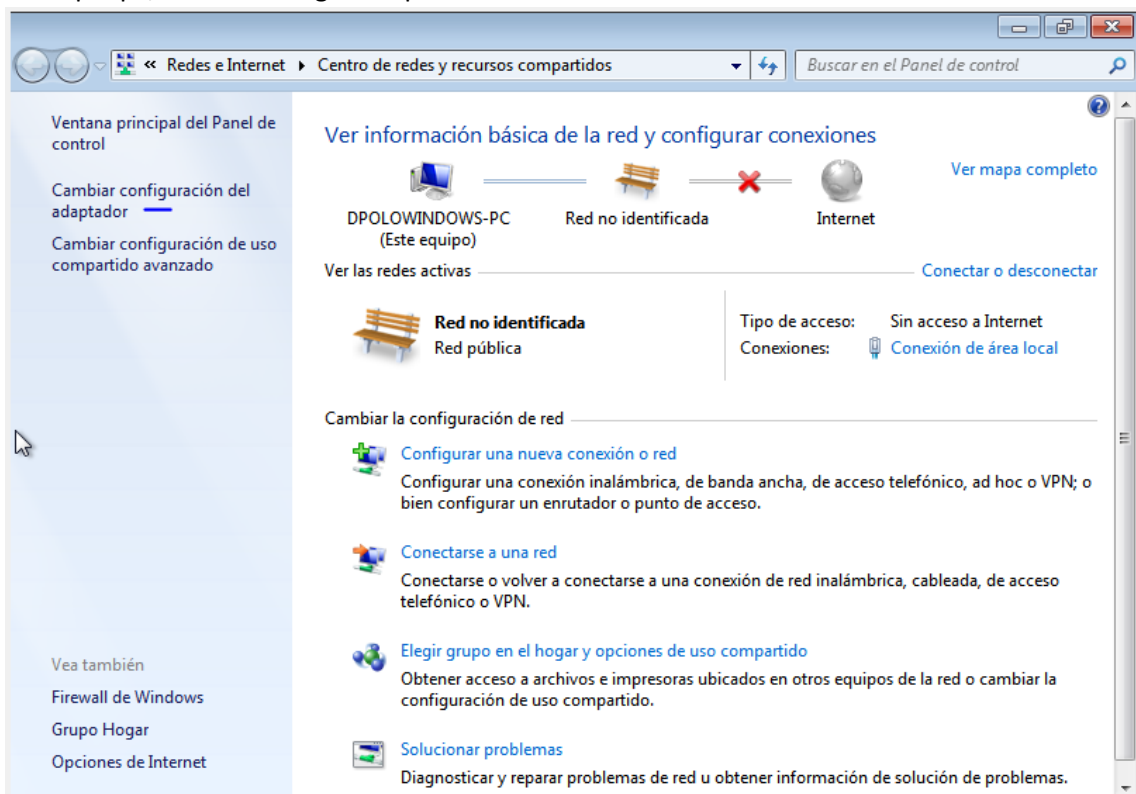 « Redes e Internet ▸ Centro de redes y recursos compartidos
Buscar en el Panel de control
Ventana principal del Panel de
control
Cambiar configuración del
adaptador
Cambiar configuración de uso
compartido avanzado
Vea también
Firewall de Windows
Grupo Hogar
Opciones de Internet
Ver información básica de la red y configurar conexiones
Ver mapa completo
DPOLOWINDOWS-PC
(Este equipo)
Red no identificada
Internet
Ver las redes activas
Conectar o desconectar
Red no identificada
Red pública
Tipo de acceso: Sin acceso a Internet
Conexiones: Conexión de área local
Cambiar la configuración de red
Configurar una nueva conexión o red
Configurar una conexión inalámbrica, de banda ancha, de acceso telefónico, ad hoc o VPN; o
bien configurar un enrutador o punto de acceso.
Conectarse a una red
Conectarse o volver a conectarse a una conexión de red inalámbrica, cableada, de acceso
telefónico o VPN.
Elegir grupo en el hogar y opciones de uso compartido
Obtener acceso a archivos e impresoras ubicados en otros equipos de la red o cambiar la
configuración de uso compartido.
Solucionar problemas
Diagnosticar y reparar problemas de red u obtener información de solución de problemas.